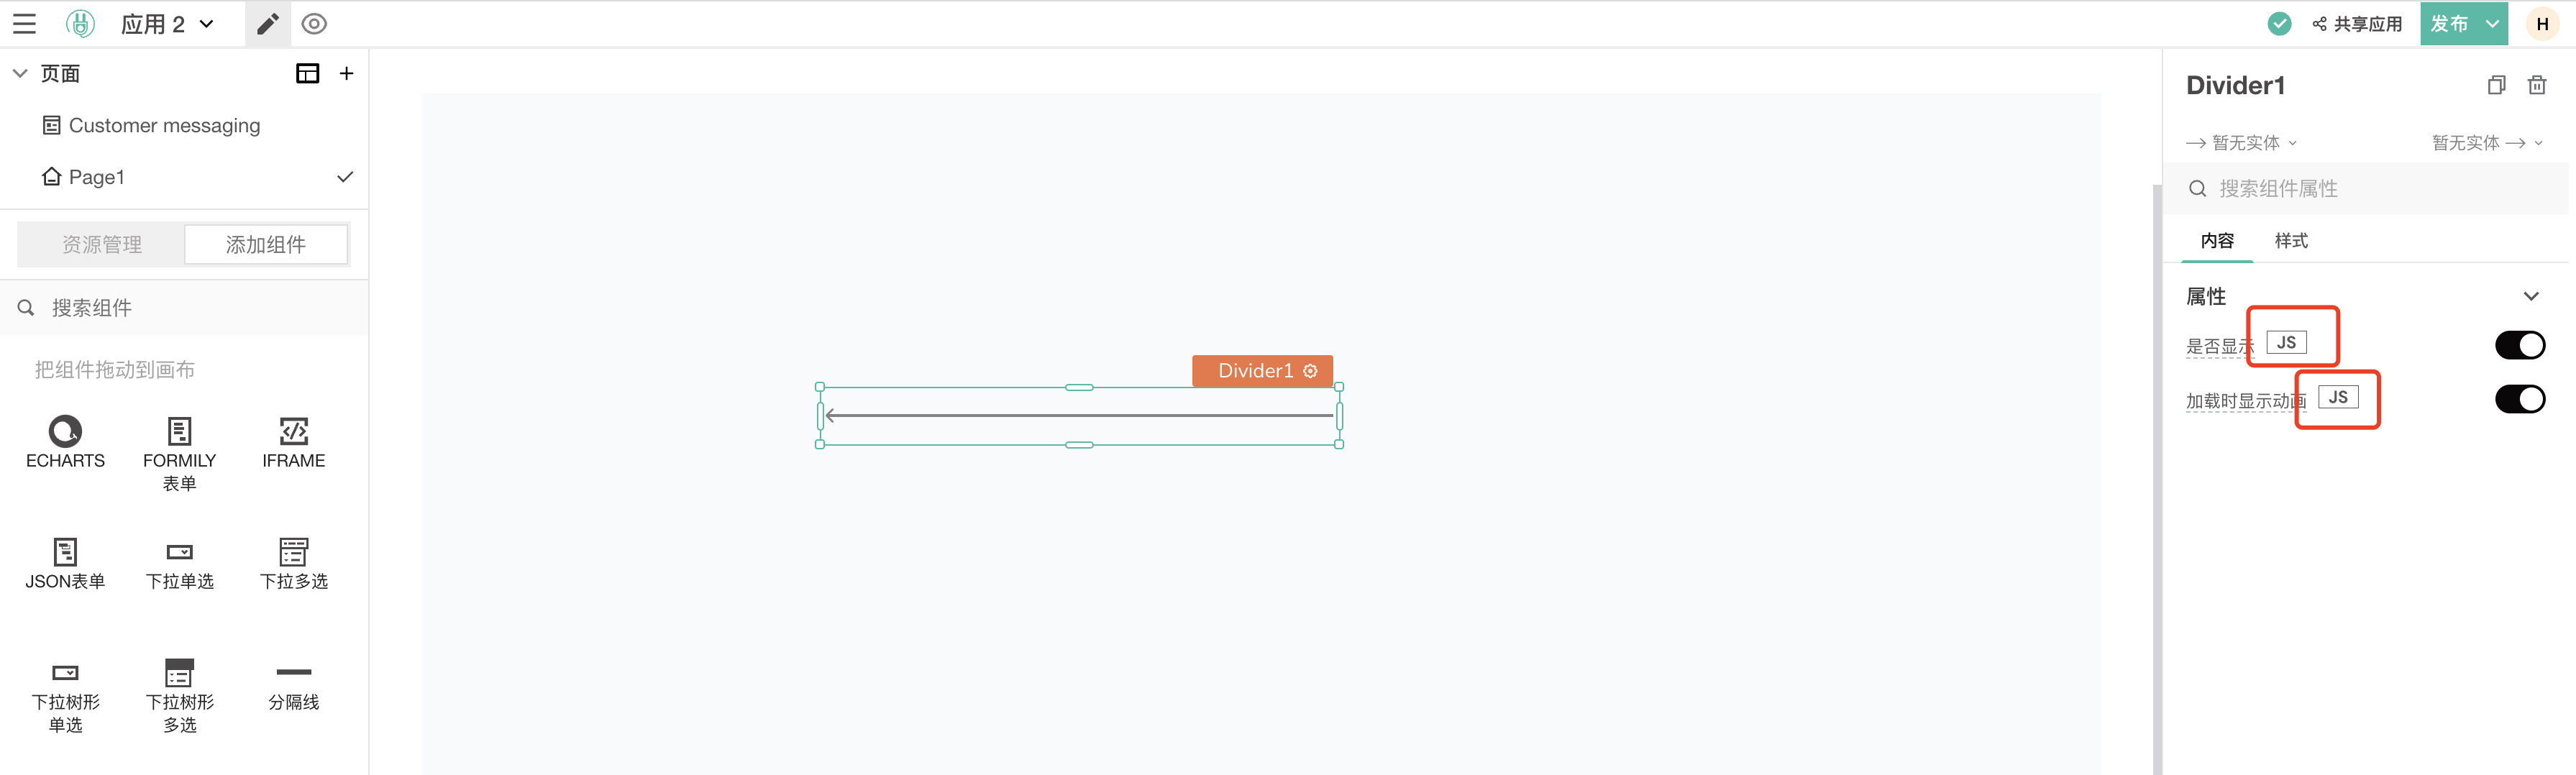 应用 2
共享应用
发布
H
页面
Customer messaging
Page1
资源管理
添加组件
搜索组件
把组件拖动到画布
ECHARTS
FORMILY
表单
IFRAME
JSON表单
下拉单选
下拉多选
下拉树形
单选
下拉树形
多选
分隔线
Divider1
Divider1
暂无实体
暂无实体
搜索组件属性
内容
样式
属性
是否显示
JS
加载时显示动画
JS